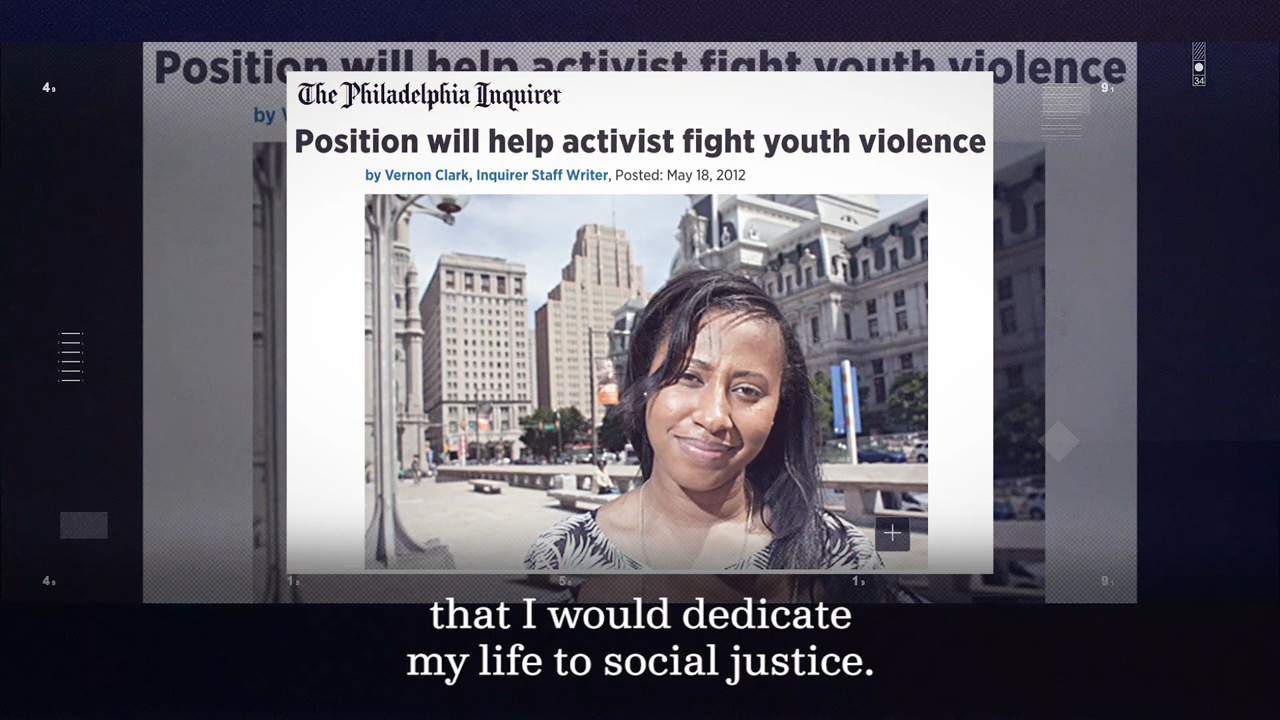 Position will help activist fight youth violence
The Philadelphia Inquirer
Position will help activist fight youth violence
by Vernon Clark, Inquirer Staff Writer, Posted: May 18, 2012
that I would dedicate
my life to social justice.
34